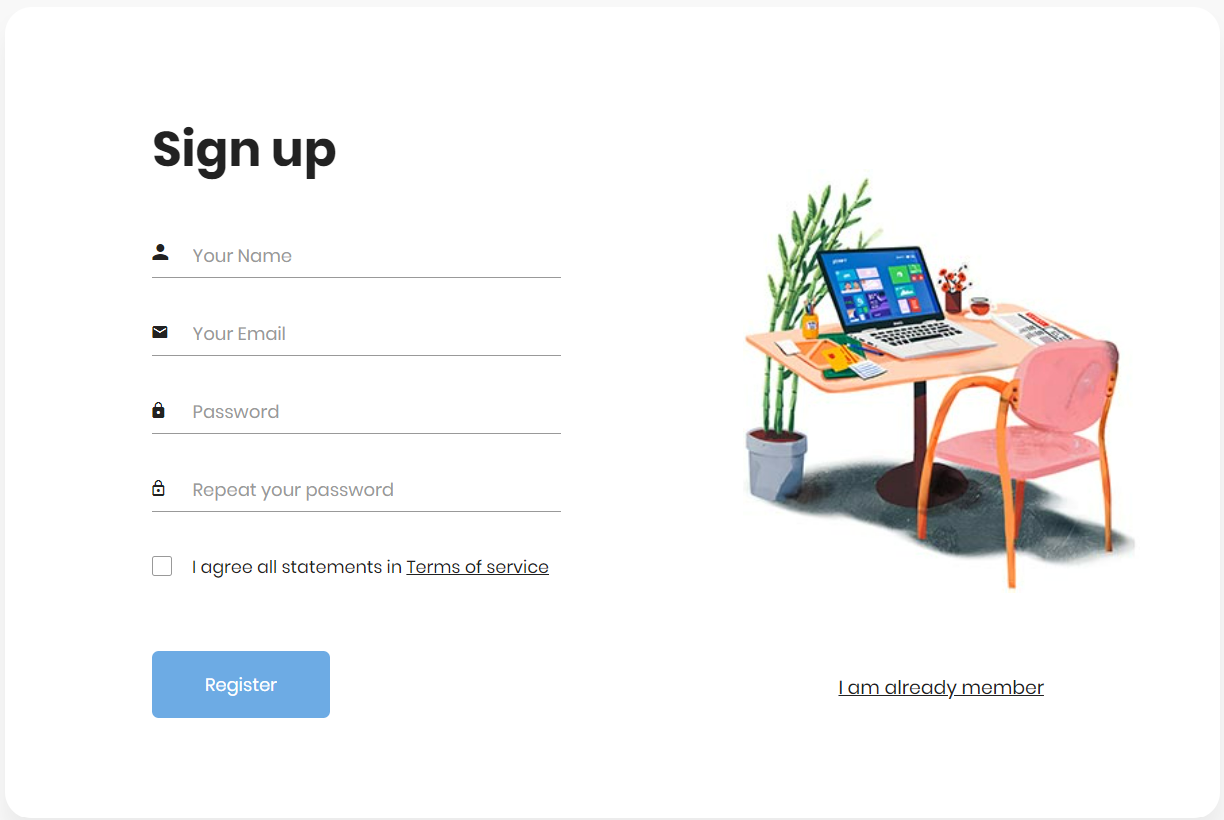 Sign up
Your Name
Your Email
Password
Repeat your password
I agree all statements in Terms of service
Register
I am already member